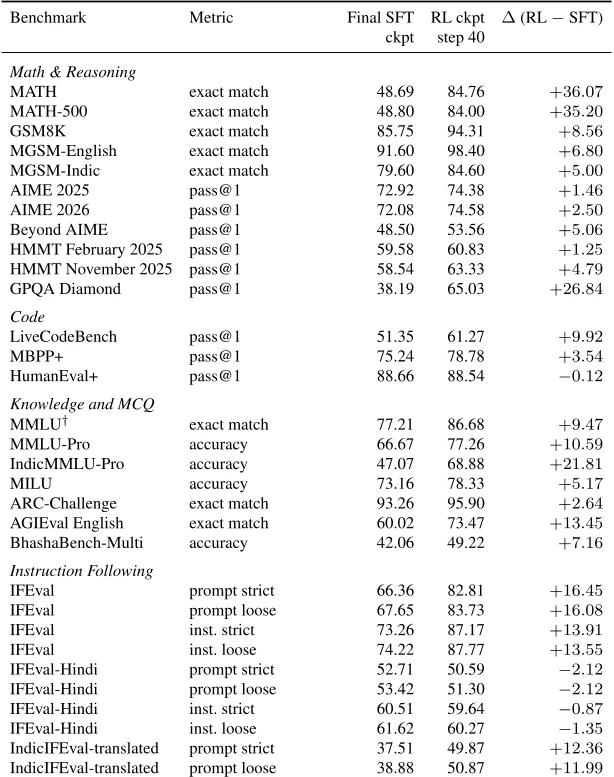 Benchmark Metric Final SFT ckpt RL ckpt step 40 Δ (RL − SFT)
Math & Reasoning
MATH exact match 48.69 84.76 +36.07
MATH-500 exact match 48.80 84.00 +35.20
GSM8K exact match 85.75 94.31 +8.56
MGSM-English exact match 91.60 98.40 +6.80
MGSM-Indic exact match 79.60 84.60 +5.00
AIME 2025 pass@1 72.92 74.38 +1.46
AIME 2026 pass@1 72.08 74.58 +2.50
Beyond AIME pass@1 48.50 53.56 +5.06
HMMT February 2025 pass@1 59.58 60.83 +1.25
HMMT November 2025 pass@1 58.54 63.33 +4.79
GPQA Diamond pass@1 38.19 65.03 +26.84
Code
LiveCodeBench pass@1 51.35 61.27 +9.92
MBPP+ pass@1 75.24 78.78 +3.54
HumanEval+ pass@1 88.66 88.54 −0.12
Knowledge and MCQ
MMLU† exact match 77.21 86.68 +9.47
MMLU-Pro accuracy 66.67 77.26 +10.59
IndicMMLU-Pro accuracy 47.07 68.88 +21.81
MILU accuracy 73.16 78.33 +5.17
ARC-Challenge exact match 93.26 95.90 +2.64
AGIEval English exact match 60.02 73.47 +13.45
BhashaBench-Multi accuracy 42.06 49.22 +7.16
Instruction Following
IFEval prompt strict 66.36 82.81 +16.45
IFEval prompt loose 67.65 83.73 +16.08
IFEval inst. strict 73.26 87.17 +13.91
IFEval inst. loose 74.22 87.77 +13.55
IFEval-Hindi prompt strict 52.71 50.59 −2.12
IFEval-Hindi prompt loose 53.42 51.30 −2.12
IFEval-Hindi inst. strict 60.51 59.64 −0.87
IFEval-Hindi inst. loose 61.62 60.27 −1.35
IndicIFEval-translated prompt strict 37.51 49.87 +12.36
IndicIFEval-translated prompt loose 38.88 50.87 +11.99